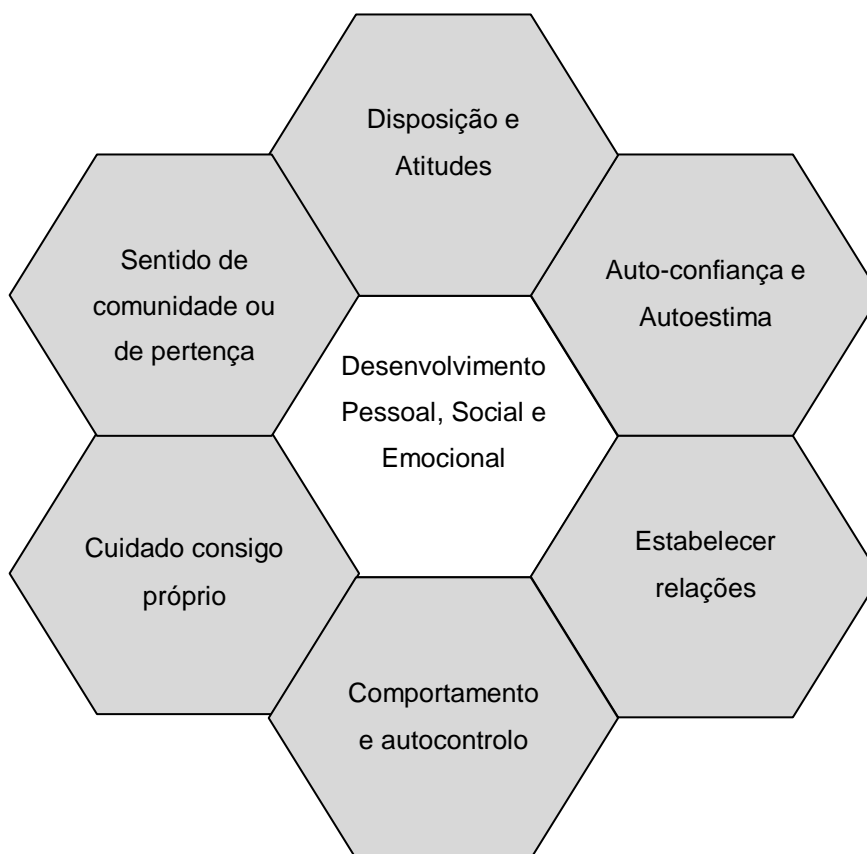 Disposição e
Atitudes
Auto-confiança e
Autoestima
Estabelecer
relações
Comportamento
e autocontrolo
Cuidado consigo
próprio
Sentido de
comunidade ou
de pertença
Desenvolvimento
Pessoal, Social e
Emocional